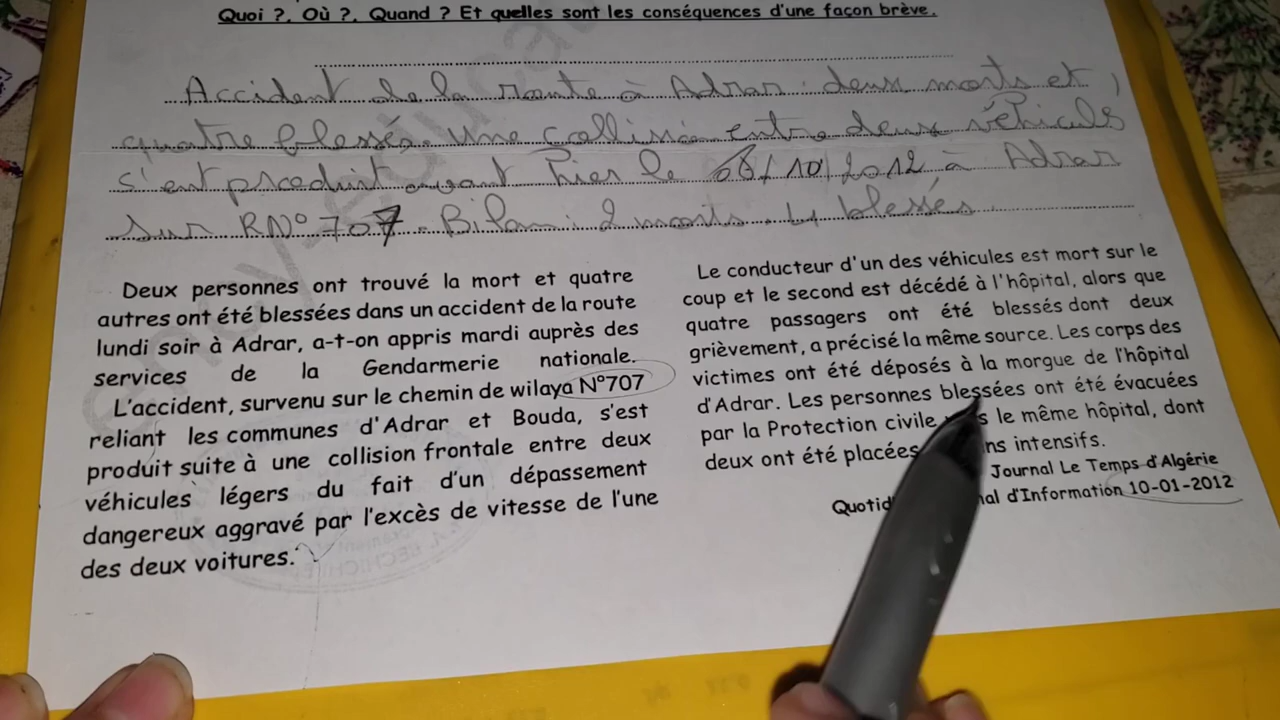 Quoi ?, Où ?, Quand ? Et quelles sont les conséquences d'une façon brève.
Accident de la route à Adrar : deux morts et
quatre blessés. Une collision entre deux véhiculs
s'est produit avant hier le 08/10/2012 à Adrar
sur RN° 707. Bilan : 2 morts. 4 blessés
Deux personnes ont trouvé la mort et quatre
autres ont été blessées dans un accident de la route
lundi soir à Adrar, a-t-on appris mardi auprès des
services de la Gendarmerie nationale.
L'accident, survenu sur le chemin de wilaya N°707
reliant les communes d'Adrar et Bouda, s'est
produit suite à une collision frontale entre deux
véhicules légers du fait d'un dépassement
dangereux aggravé par l'excès de vitesse de l'une
des deux voitures.
Le conducteur d'un des véhicules est mort sur le
coup et le second est décédé à l'hôpital, alors que
quatre passagers ont été blessés dont deux
grièvement, a précisé la même source. Les corps des
victimes ont été déposés à la morgue de l'hôpital
d'Adrar. Les personnes blessées ont été évacuées
par la Protection civile le même hôpital, dont
deux ont été placées intensifs.
Journal Le Temps d'Algérie
d'Information 10-01-2012